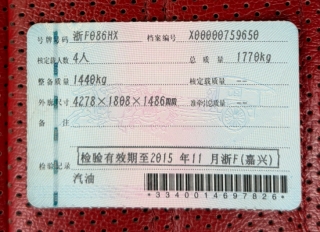 号牌号码 浙F086HX 档案编号 X00000759650
核定载人数 4人 总 质 量 1770kg
整备质量 1440kg 核定载质量 --
外廓尺寸 4278×1808×1486mm 准牵引总质量 --
备 注
检验有效期至2015 年11 月浙F(嘉兴)
检验记录
汽油
*3340014697826*